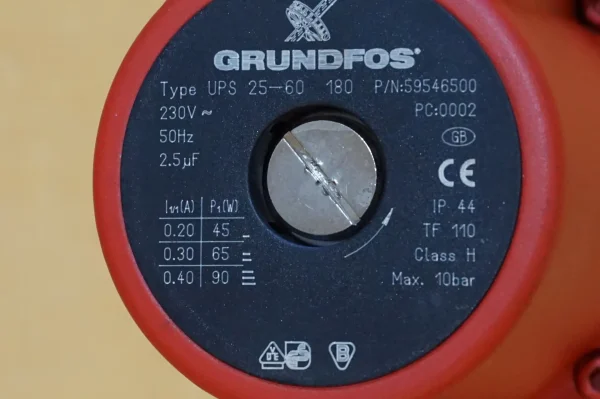 GRUNDFOS
Type UPS 25-60 180 P/N:59546500
230V ~ PC:0002
50Hz GB
2.5µF CE
I1/1(A) P1(W) IP 44
0.20 45 TF 110
0.30 65 Class H
0.40 90 Max. 10bar
VDE B